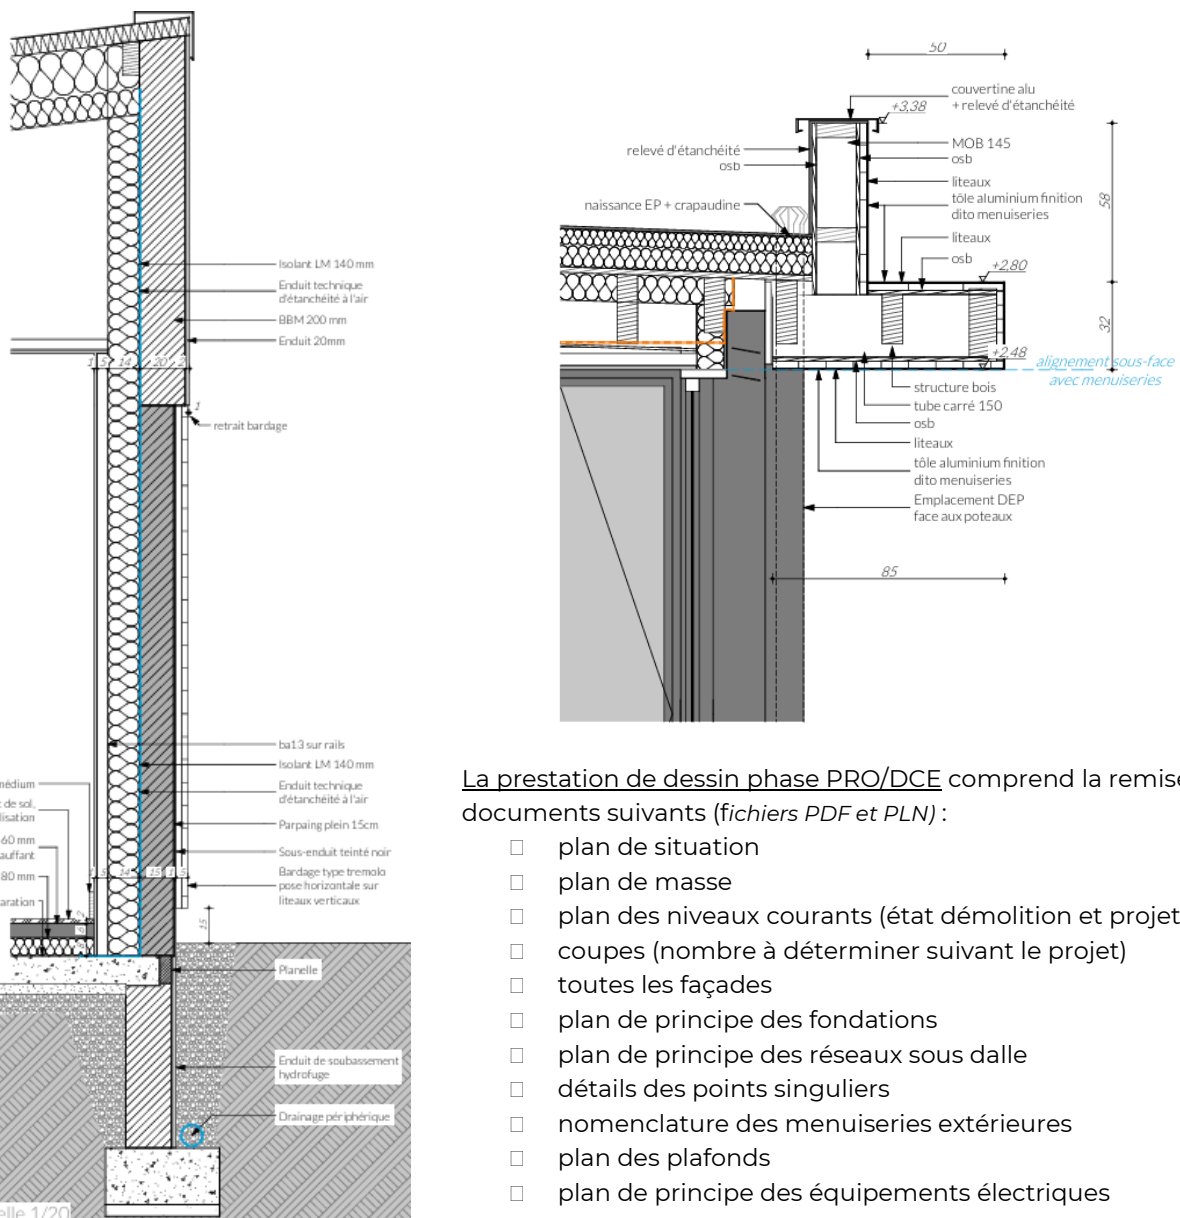 Isolant LM 140 mm
Enduit technique
d'étanchéité à l'air
BBM 200 mm
Enduit 20mm
1 5 14 20 2
1
retrait bardage
ba13 sur rails
Isolant LM 140 mm
Enduit technique
d'étanchéité à l'air
Parpaing plein 15cm
Sous-enduit teinté noir
Bardage type tremolo
pose horizontale sur
liteaux verticaux
médium
de sol,
60 mm
80 mm
1 5 14 15 1 5
15
Planelle
Enduit de soubassement
hydrofuge
Drainage périphérique
1/20
50
couvertine alu
+ relevé d'étanchéité
+3,38
MOB 145
osb
liteaux
tôle aluminium finition
dito menuiseries
liteaux
osb
+2,80
relevé d'étanchéité
osb
naissance EP + crapaudine
58
32
+2,48
alignement sous-face
avec menuiseries
structure bois
tube carré 150
osb
liteaux
tôle aluminium finition
dito menuiseries
Emplacement DEP
face aux poteaux
85
La prestation de dessin phase PRO/DCE comprend la remise
documents suivants (fichiers PDF et PLN) :
plan de situation
plan de masse
plan des niveaux courants (état démolition et projet
coupes (nombre à déterminer suivant le projet)
toutes les façades
plan de principe des fondations
plan de principe des réseaux sous dalle
détails des points singuliers
nomenclature des menuiseries extérieures
plan des plafonds
plan de principe des équipements électriques